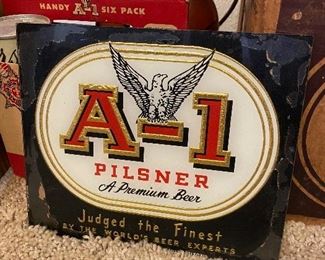 HANDY A-1 SIX PACK
A-1
PILSNER
A Premium Beer
Judged the Finest
BY THE WORLD'S BEER EXPERTS